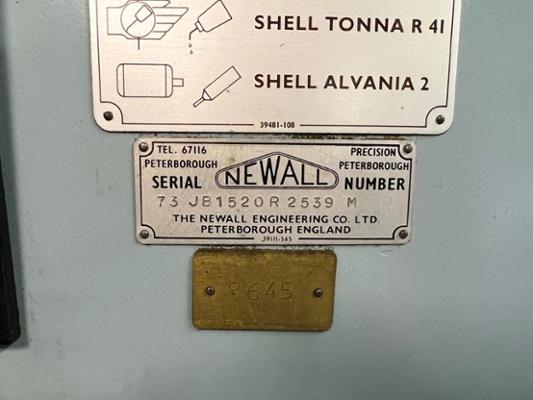 SHELL TONNA R 41
SHELL ALVANIA 2
39481-108
TEL. 67116 PRECISION
PETERBOROUGH NEWALL PETERBOROUGH
SERIAL NUMBER
73 JB1520R 2539 M
THE NEWALL ENGINEERING CO. LTD.
PETERBOROUGH ENGLAND
39111-565
8645